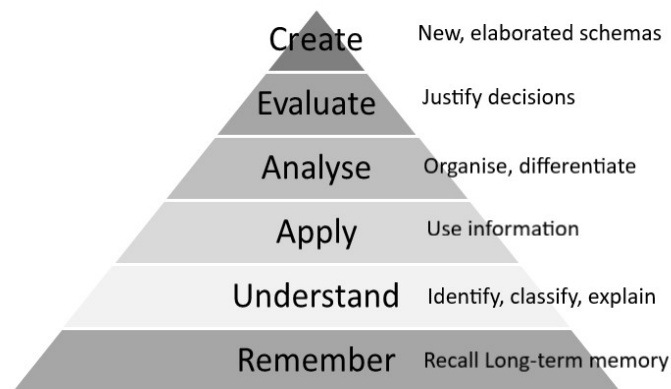 Create New, elaborated schemas
Evaluate Justify decisions
Analyse Organise, differentiate
Apply Use information
Understand Identify, classify, explain
Remember Recall Long-term memory